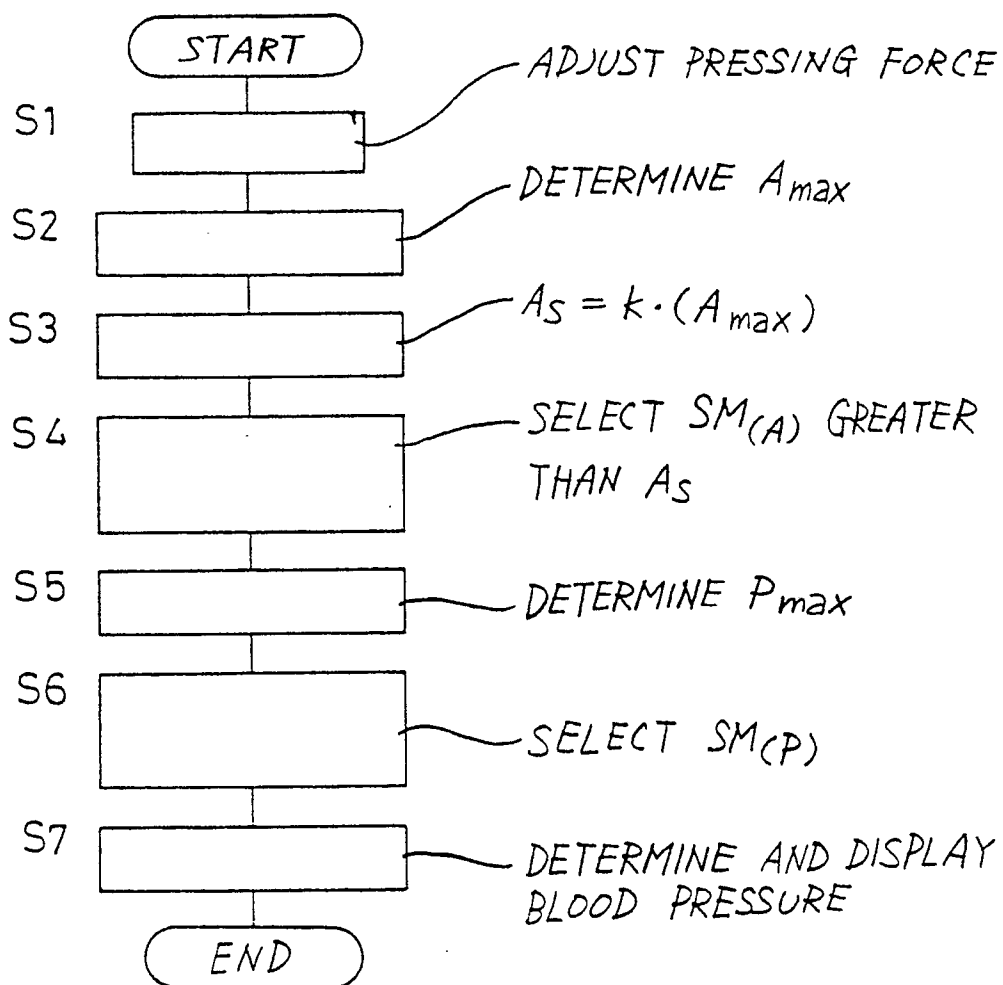 START
ADJUST PRESSING FORCE
S1
DETERMINE Amax
S2
AS = k·(Amax)
S3
SELECT SM(A) GREATER
THAN AS
S4
DETERMINE Pmax
S5
S6
SELECT SM(P)
S7
DETERMINE AND DISPLAY
BLOOD PRESSURE
END